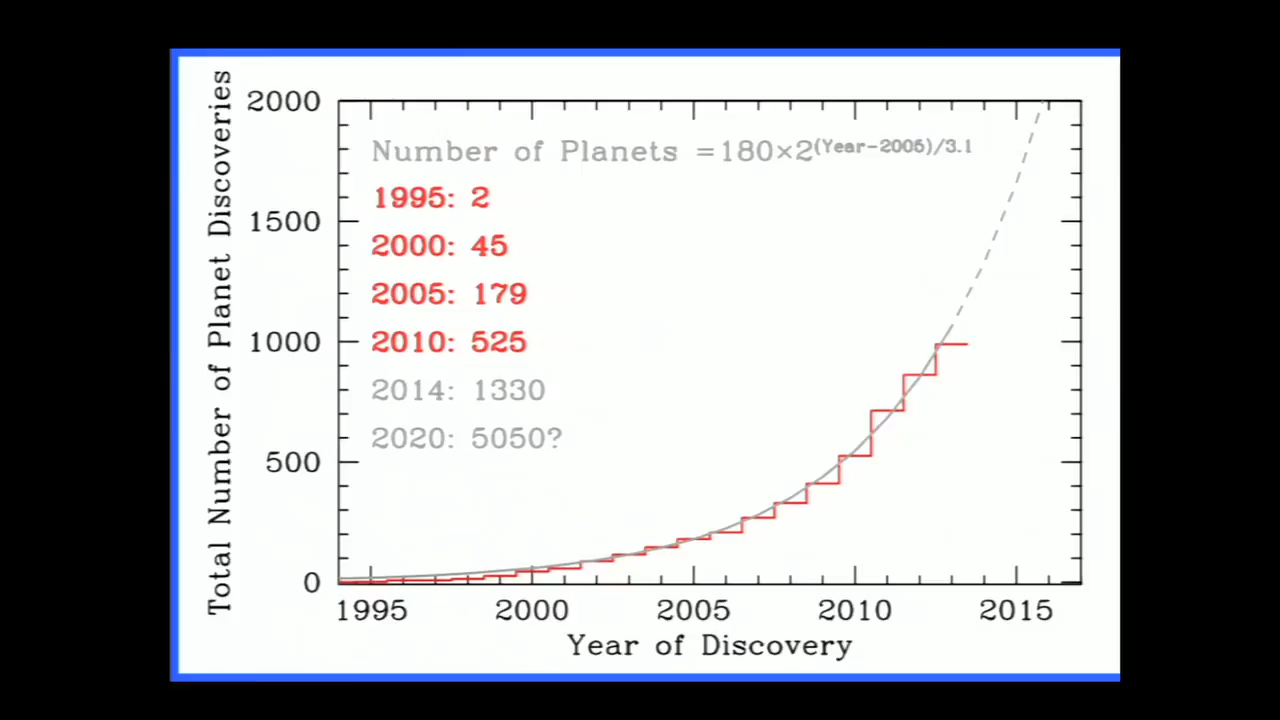 Total Number of Planet Discoveries
2000
1500
1000
500
0
Number of Planets =180×2(Year−2005)/3.1
1995: 2
2000: 45
2005: 179
2010: 525
2014: 1330
2020: 5050?
1995 2000 2005 2010 2015
Year of Discovery